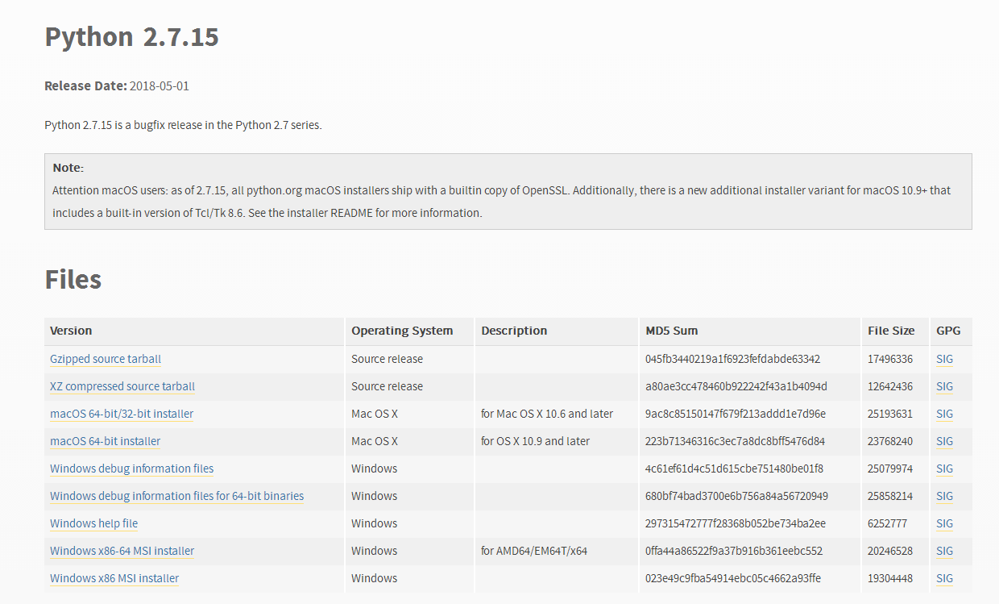 Python 2.7.15
Release Date: 2018-05-01
Python 2.7.15 is a bugfix release in the Python 2.7 series.
Note:
Attention macOS users: as of 2.7.15, all python.org macOS installers ship with a builtin copy of OpenSSL. Additionally, there is a new additional installer variant for macOS 10.9+ that
includes a built-in version of Tcl/Tk 8.6. See the installer README for more information.
Files
Version Operating System Description MD5 Sum File Size GPG
Gzipped source tarball Source release 045fb3440219a1f6923fefdabde63342 17496336 SIG
XZ compressed source tarball Source release a80ae3cc478460b922242f43a1b4094d 12642436 SIG
macOS 64-bit/32-bit installer Mac OS X for Mac OS X 10.6 and later 9ac8c85150147f679f213addd1e7d96e 25193631 SIG
macOS 64-bit installer Mac OS X for OS X 10.9 and later 223b71346316c3ec7a8dc8bff5476d84 23768240 SIG
Windows debug information files Windows 4c61ef61d4c51d615cbe751480be01f8 25079974 SIG
Windows debug information files for 64-bit binaries Windows 680bf74bad3700e6b756a84a56720949 25858214 SIG
Windows help file Windows 297315472777f28368b052be734ba2ee 6252777 SIG
Windows x86-64 MSI installer Windows for AMD64/EM64T/x64 0ffa44a86522f9a37b916b361eebc552 20246528 SIG
Windows x86 MSI installer Windows 023e49c9fba54914ebc05c4662a93ffe 19304448 SIG